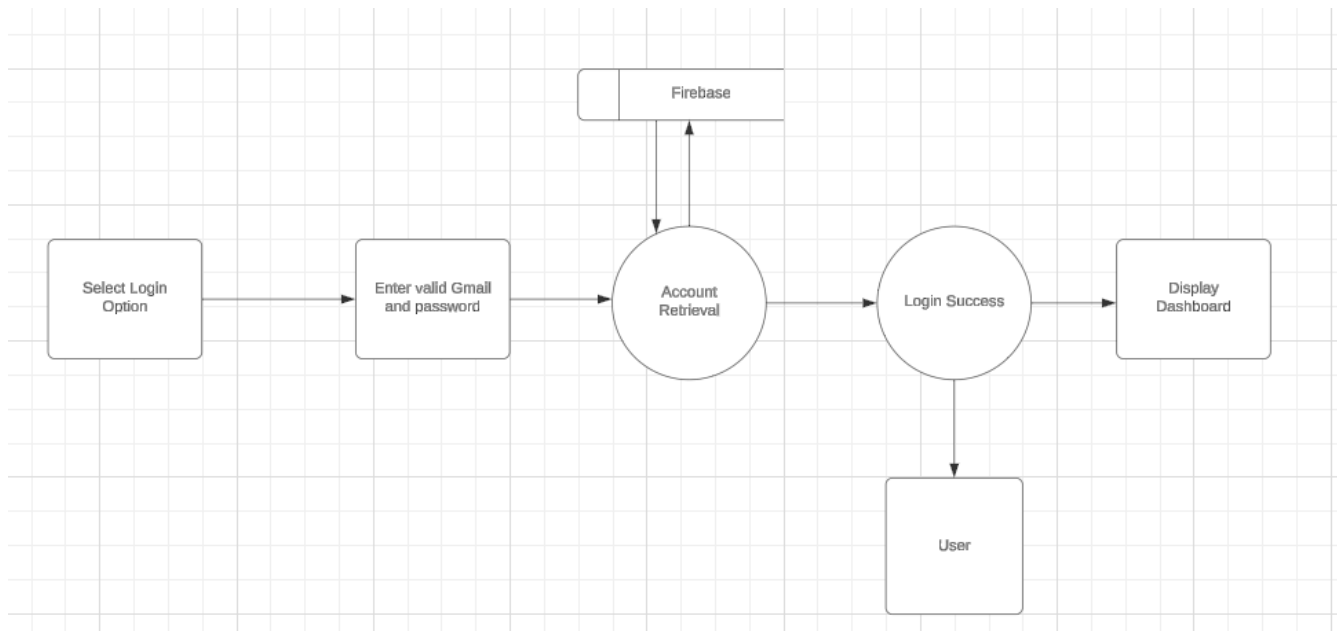 Firebase
Select Login
Option
Enter valid Gmail
and password
Account
Retrieval
Login Success
Display
Dashboard
User